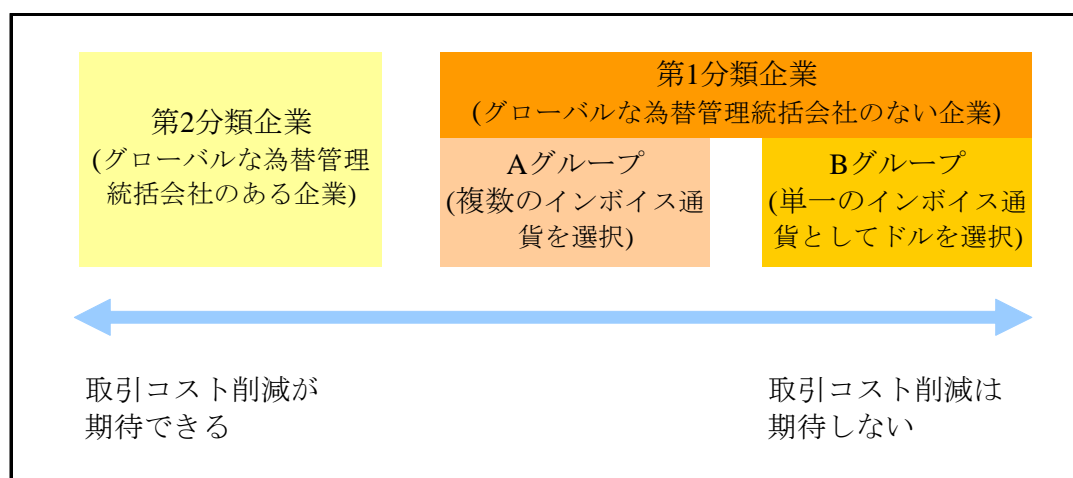 第2分類企業
(グローバルな為替管理
統括会社のある企業)
第1分類企業
(グローバルな為替管理統括会社のない企業)
Aグループ
(複数のインボイス通
貨を選択)
Bグループ
(単一のインボイス通
貨としてドルを選択)
取引コスト削減が
期待できる
取引コスト削減は
期待しない